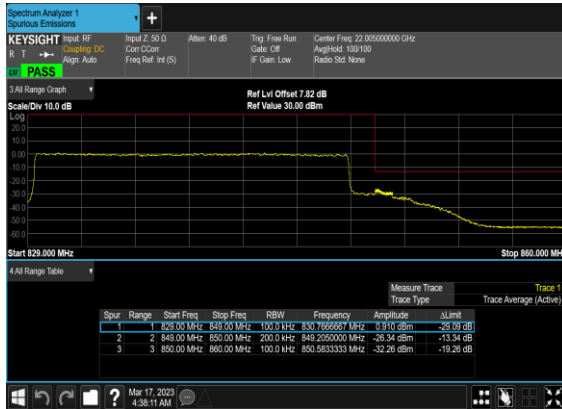 Spectrum Analyzer 1
Spurious Emissions
+
KEYSIGHT Input: RF Input Z: 50 Ω Atten: 40 dB Trig: Free Run Center Freq: 22.005000000 GHz
R T Coupling: DC Corr CCorr Gate: Off Avg|Hold: 100/100
Align: Auto Freq Ref: Int (S) IF Gain: Low Radio Std: None
PASS
3 All Range Graph
Ref Lvl Offset 7.82 dB
Scale/Div 10.0 dB Ref Value 30.00 dBm
Log
20.0
10.0
0.00
-10.0
-20.0
-30.0
-40.0
-50.0
-60.0
Start 829.000 MHz Stop 860.000 MH
4 All Range Table
Measure Trace Trace 1
Trace Type Trace Average (Active)
Spur Range Start Freq Stop Freq RBW Frequency Amplitude ΔLimit
1 1 829.00 MHz 849.00 MHz 100.0 kHz 830.7666667 MHz 0.910 dBm -29.09 dB
2 2 849.00 MHz 850.00 MHz 200.0 kHz 849.2050000 MHz -26.34 dBm -13.34 dB
3 3 850.00 MHz 860.00 MHz 100.0 kHz 850.5833333 MHz -32.26 dBm -19.26 dB
?
Mar 17, 2023
4:38:11 AM